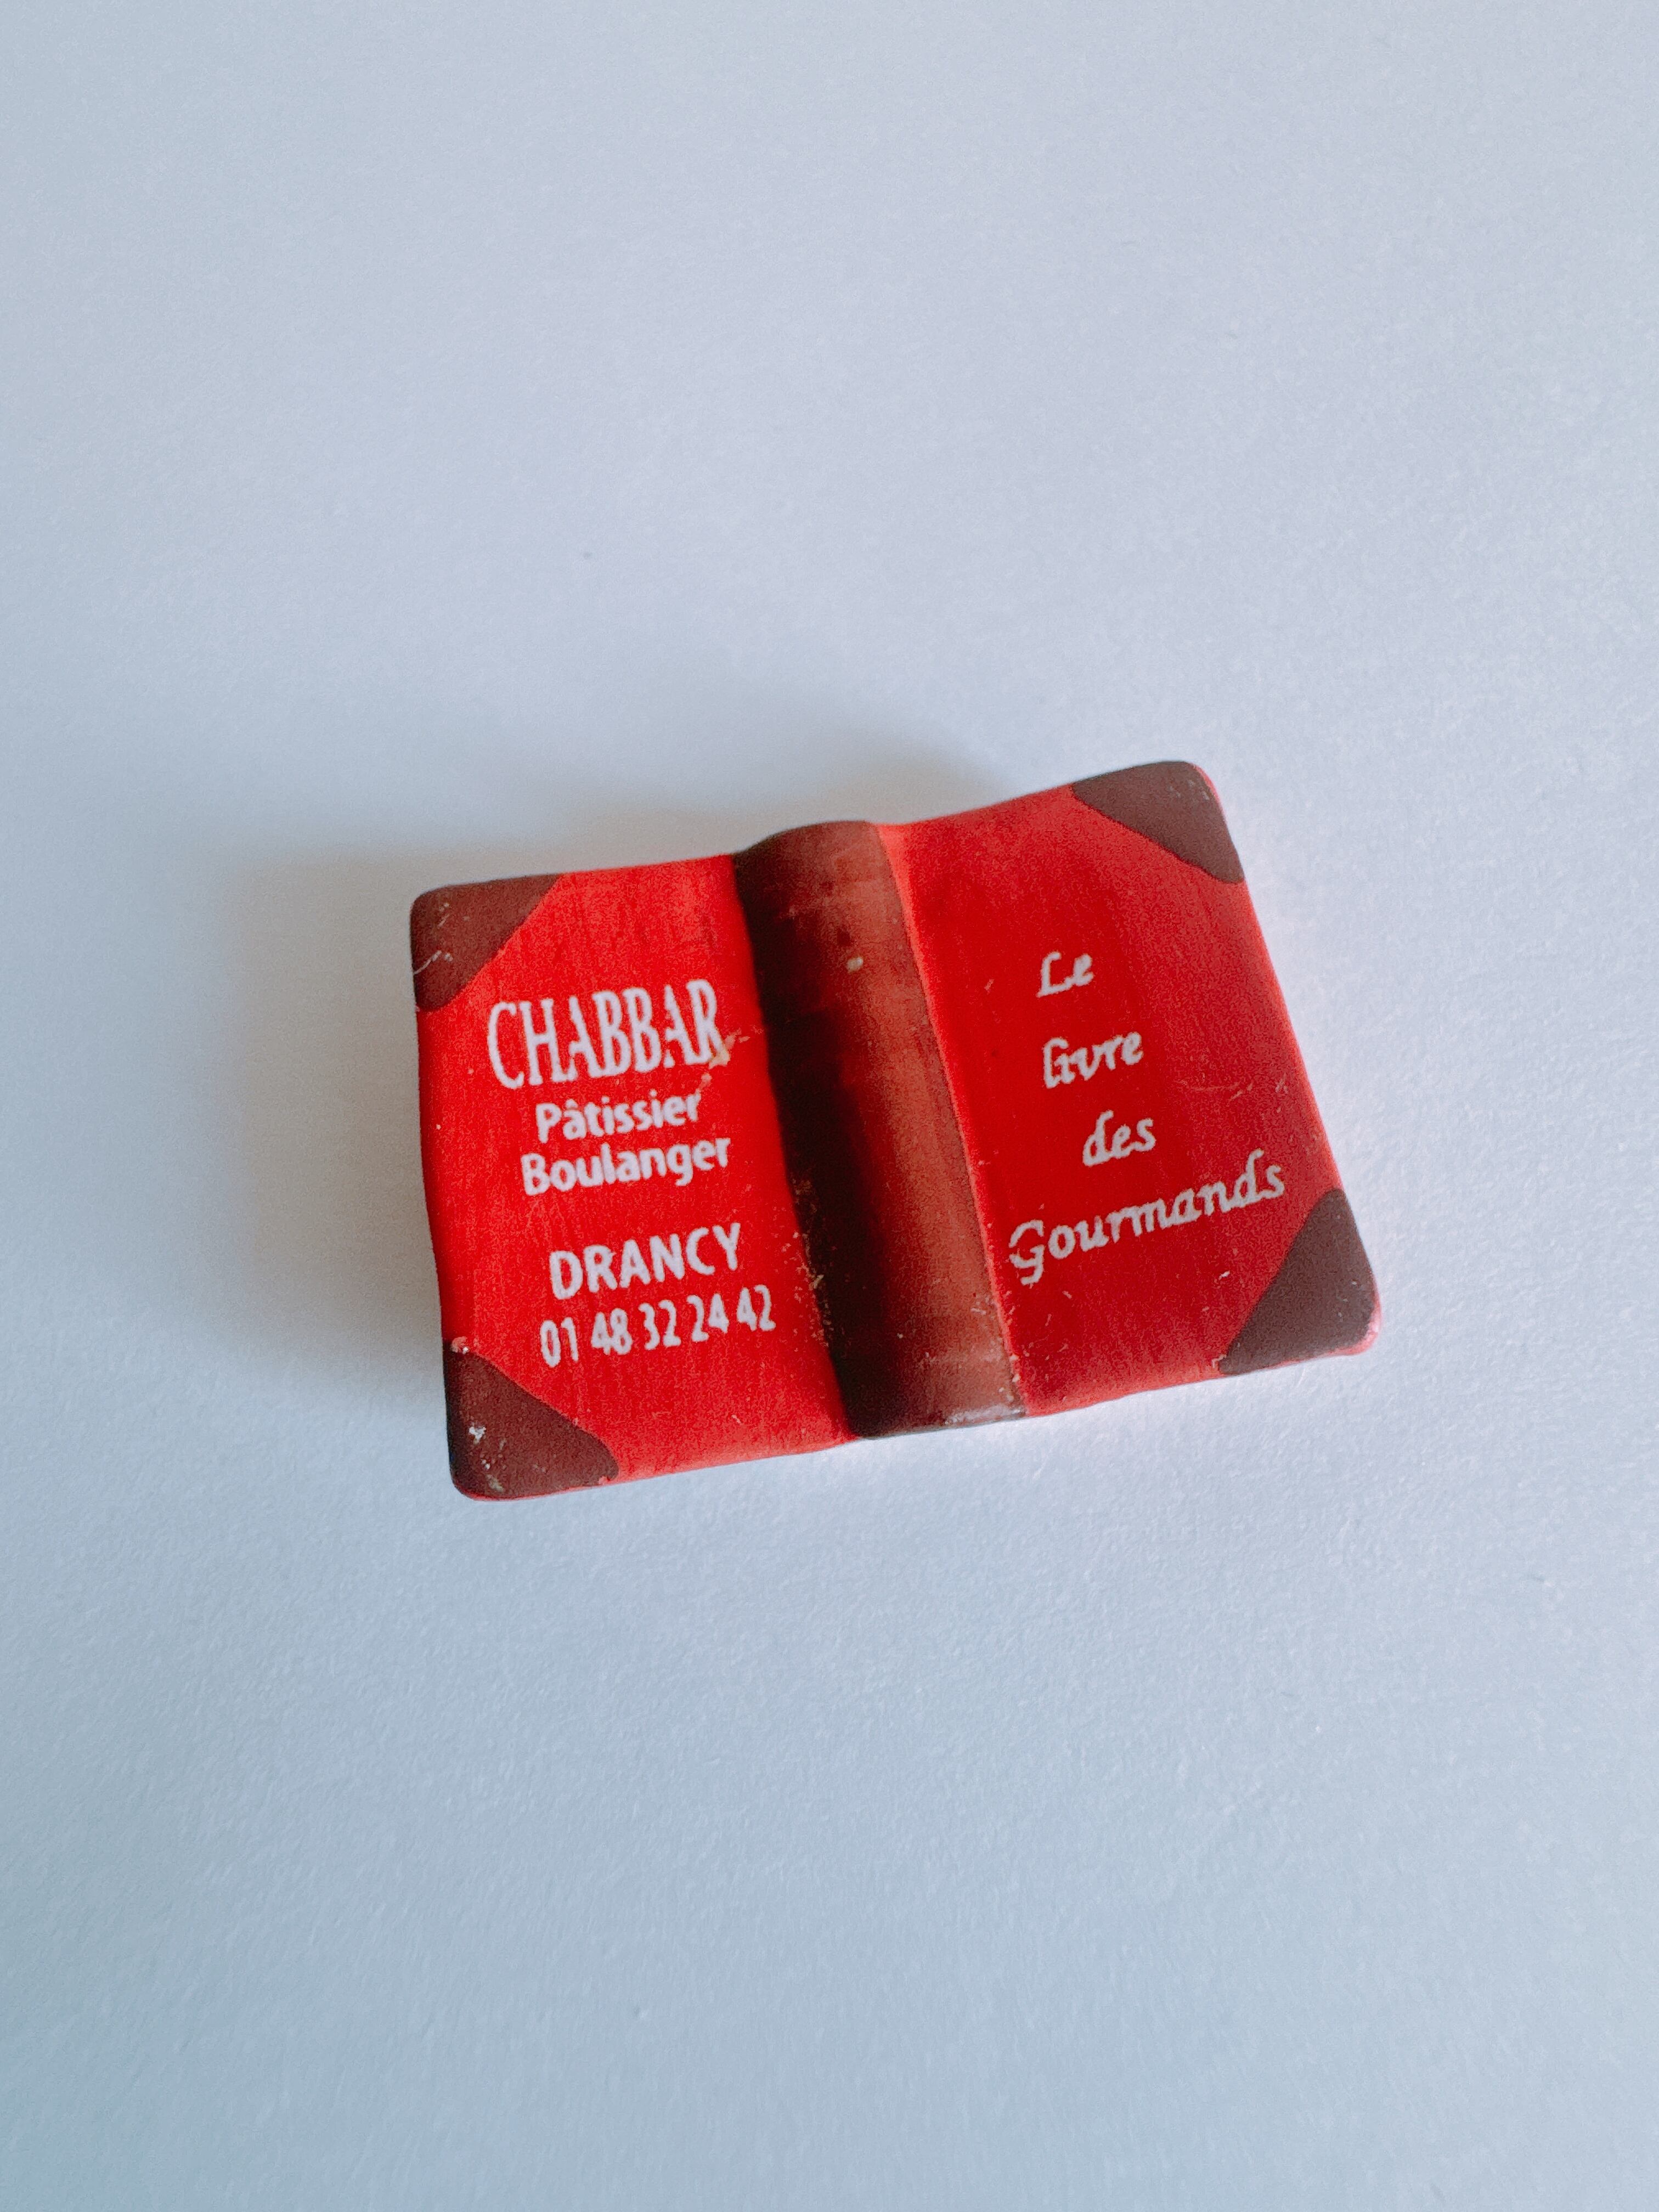 CHABBAR
Pâtissier
Boulanger
DRANCY
01 48 32 24 42
Le
livre
des
Gourmands